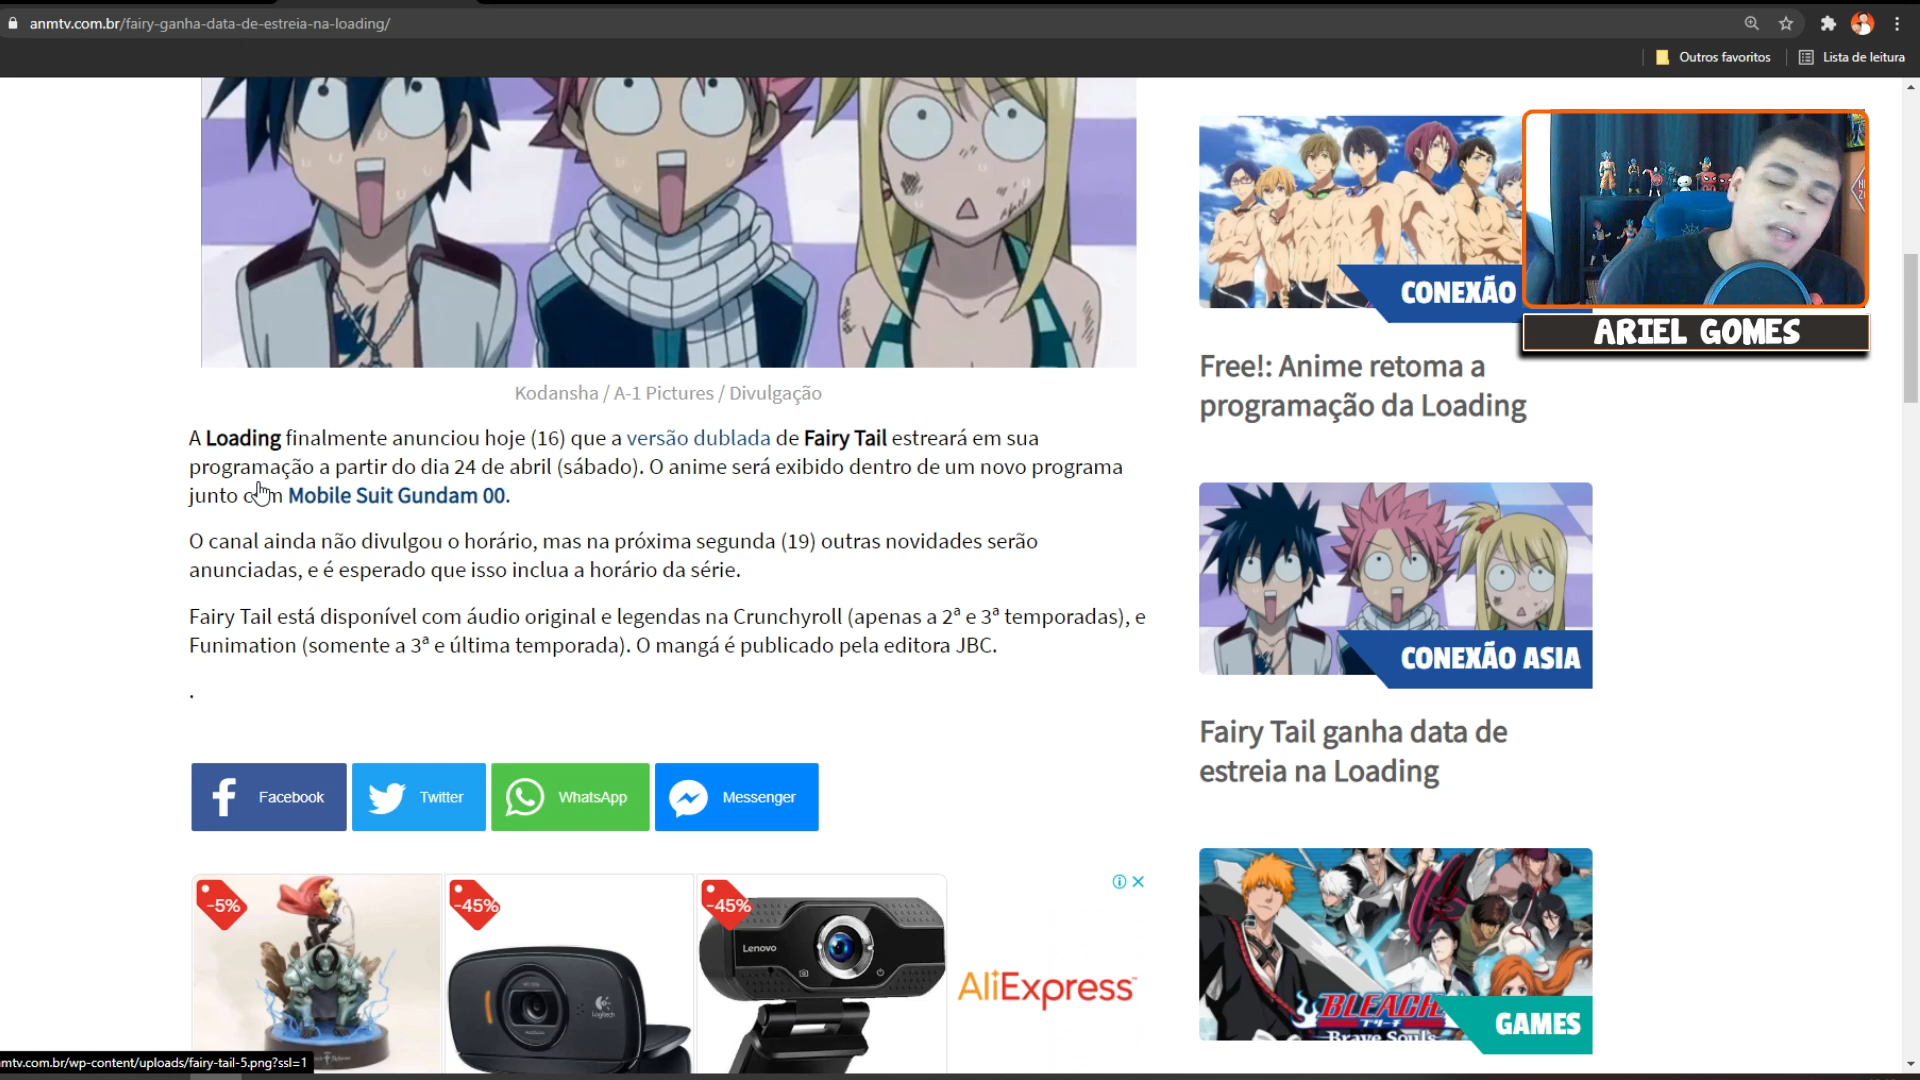 anmtv.com.br/fairy-ganha-data-de-estreia-na-loading/
Outros favoritos
Lista de leitura
Kodansha / A-1 Pictures / Divulgação
A Loading finalmente anunciou hoje (16) que a versão dublada de Fairy Tail estreará em sua
programação a partir do dia 24 de abril (sábado). O anime será exibido dentro de um novo programa
junto com Mobile Suit Gundam 00.
O canal ainda não divulgou o horário, mas na próxima segunda (19) outras novidades serão
anunciadas, e é esperado que isso inclua a horário da série.
Fairy Tail está disponível com áudio original e legendas na Crunchyroll (apenas a 2ª e 3ª temporadas), e
Funimation (somente a 3ª e última temporada). O mangá é publicado pela editora JBC.
.
Facebook
Twitter
WhatsApp
Messenger
-5%
-45%
-45%
Lenovo
Logitech
AliExpress
mtv.com.br/wp-content/uploads/fairy-tail-5.png?ssl=1
CONEXÃO
ARIEL GOMES
Free!: Anime retoma a
programação da Loading
CONEXÃO ASIA
Fairy Tail ganha data de
estreia na Loading
BLEACH
Brave Souls
GAMES